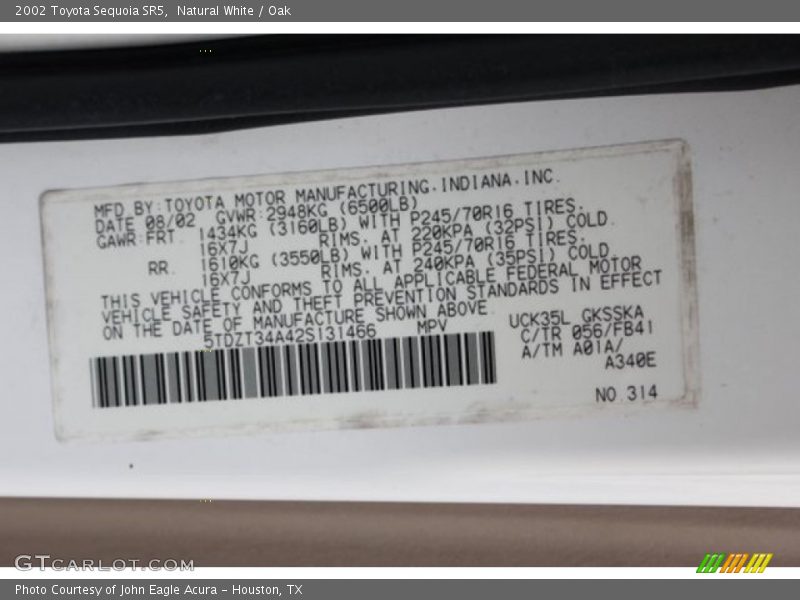 2002 Toyota Sequoia SR5,  Natural White / Oak
MFD. BY: TOYOTA MOTOR MANUFACTURING, INDIANA, INC.
DATE 08/02 GVWR: 2948KG (6500LB)
GAWR: FRT. 1434KG (3160LB) WITH P245/70R16 TIRES.
16X7J RIMS. AT 220KPA (32PSI) COLD.
RR. 1610KG (3550LB) WITH P245/70R16 TIRES.
16X7J RIMS. AT 240KPA (35PSI) COLD.
THIS VEHICLE CONFORMS TO ALL APPLICABLE FEDERAL MOTOR
VEHICLE SAFETY AND THEFT PREVENTION STANDARDS IN EFFECT
ON THE DATE OF MANUFACTURE SHOWN ABOVE.
5TDZT34A42S131466 MPV
UCK35L GKSSKA
C/TR 056/FB41
A/TM A01A/
A340E
NO. 314
GTCARLOT.COM
Photo Courtesy of John Eagle Acura - Houston, TX